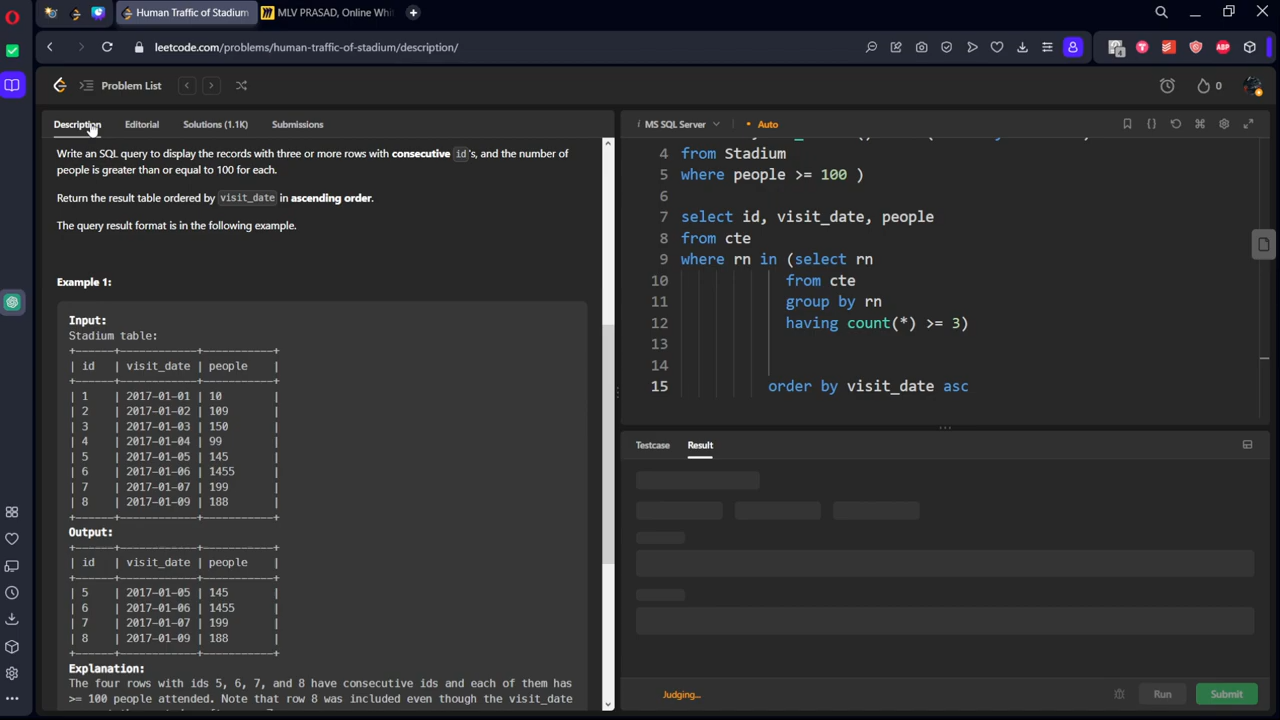 Human Traffic of Stadium
MLV PRASAD, Online Whi
leetcode.com/problems/human-traffic-of-stadium/description/
Problem List
0
Description
Editorial
Solutions (1.1K)
Submissions
Write an SQL query to display the records with three or more rows with consecutive id's, and the number of
people is greater than or equal to 100 for each.
Return the result table ordered by visit_date in ascending order.
The query result format is in the following example.
Example 1:
Input:
Stadium table:
+------+------------+-----------+
| id   | visit_date | people    |
+------+------------+-----------+
| 1    | 2017-01-01 | 10
| 2    | 2017-01-02 | 109
| 3    | 2017-01-03 | 150
| 4    | 2017-01-04 | 99
| 5    | 2017-01-05 | 145
| 6    | 2017-01-06 | 1455
| 7    | 2017-01-07 | 199
| 8    | 2017-01-09 | 188
+------+------------+-----------+
Output:
+------+------------+-----------+
| id   | visit_date | people    |
+------+------------+-----------+
| 5    | 2017-01-05 | 145
| 6    | 2017-01-06 | 1455
| 7    | 2017-01-07 | 199
| 8    | 2017-01-09 | 188
+------+------------+-----------+
Explanation:
The four rows with ids 5, 6, 7, and 8 have consecutive ids and each of them has
>= 100 people attended. Note that row 8 was included even though the visit_date
MS SQL Server
Auto
4 from Stadium
5 where people >= 100 )
6
7 select id, visit_date, people
8 from cte
9 where rn in (select rn
10 from cte
11 group by rn
12 having count(*) >= 3)
13
14
15 order by visit_date asc
Testcase
Result
Judging...
Run
Submit